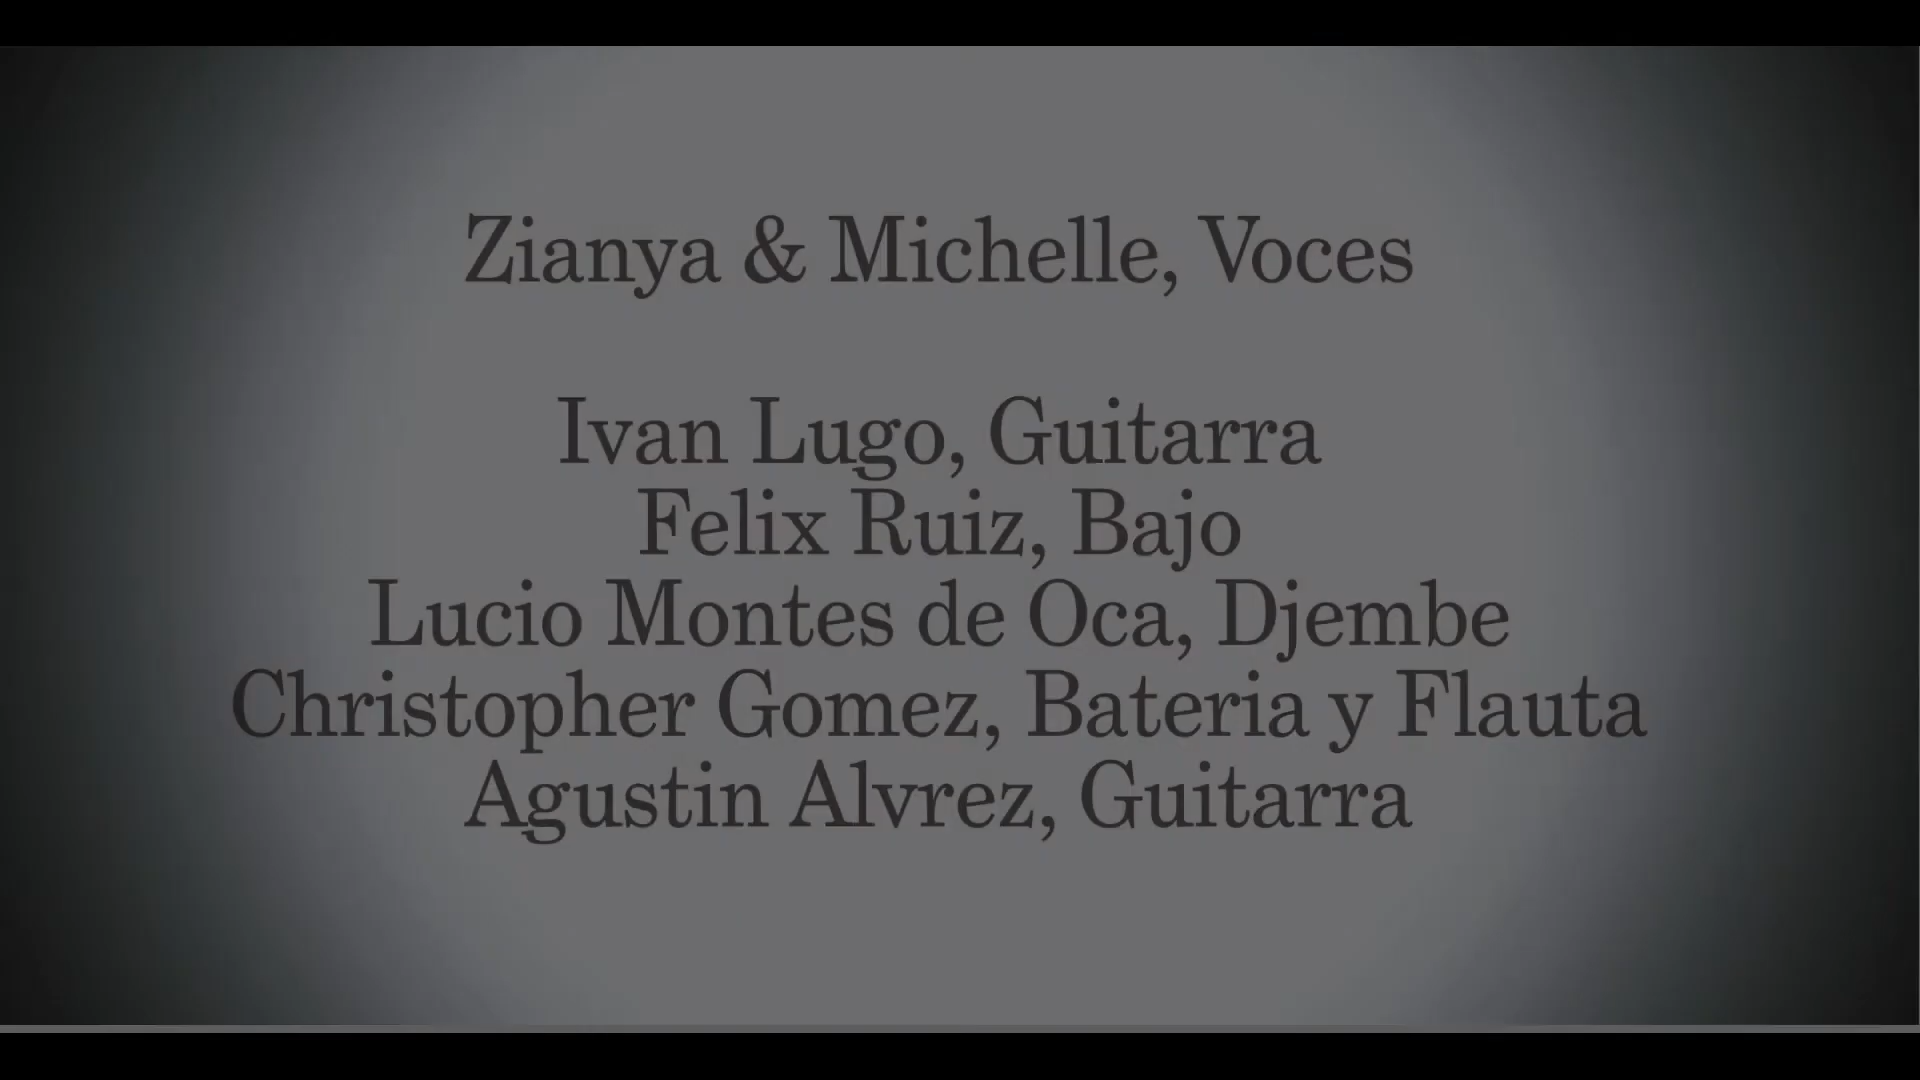 Zianya & Michelle, Voces
Ivan Lugo, Guitarra
Felix Ruiz, Bajo
Lucio Montes de Oca, Djembe
Christopher Gomez, Bateria y Flauta
Agustin Alvrez, Guitarra